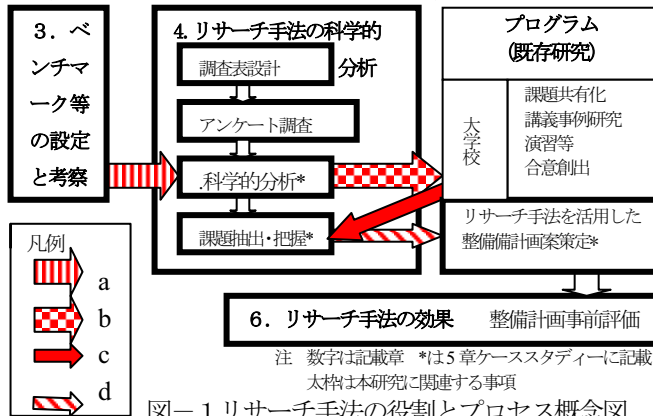 3．ベ
ンチマ
ーク等
の設定
と考察
4. リサーチ手法の科学的
分析
調査表設計
アンケート調査
.科学的分析*
課題抽出・把握*
プログラム
(既存研究)
大学校
課題共有化
講義事例研究
演習等
合意創出
リサーチ手法を活用した
整備備計画案策定*
6．リサーチ手法の効果　整備計画事前評価
凡例
a
b
c
d
注　数字は記載章　*は5章ケーススタディーに記載
太枠は本研究に関連する事項
図－1 リサーチ手法の役割とプロセス概念図